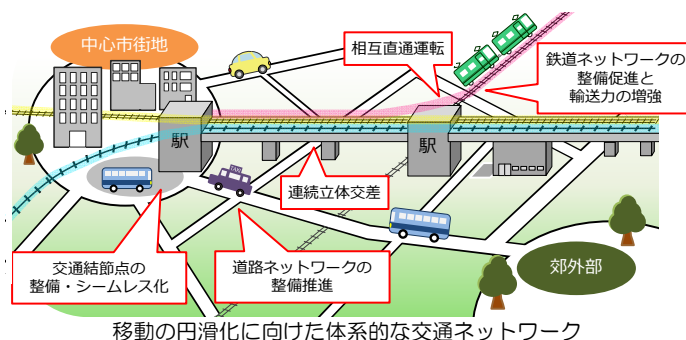 中心市街地
相互直通運転
鉄道ネットワークの
整備促進と
輸送力の増強
駅
駅
TAXI
連続立体交差
交通結節点の
整備・シームレス化
道路ネットワークの
整備推進
郊外部
移動の円滑化に向けた体系的な交通ネットワーク